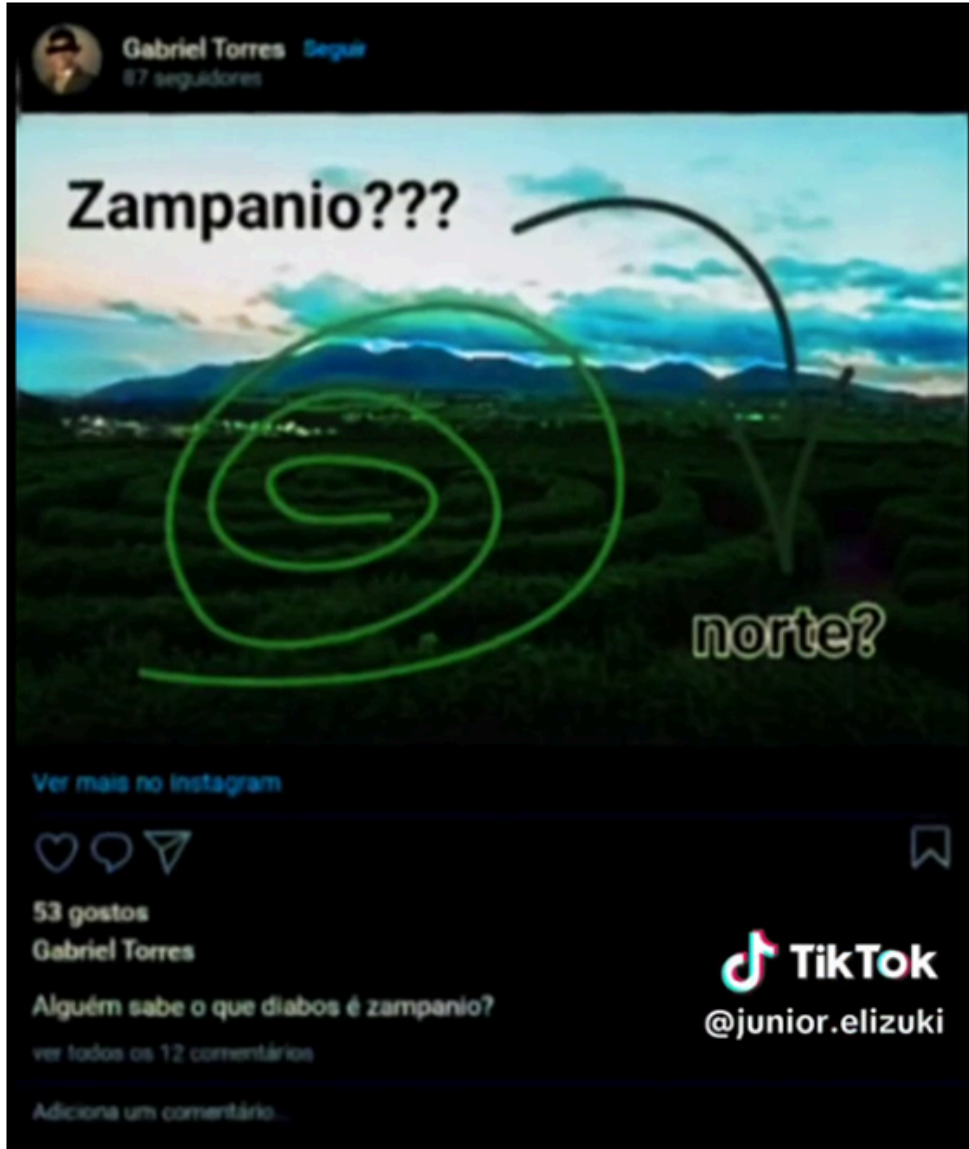 Gabriel Torres Seguir
87 seguidores
Zampanio???
norte?
Ver mais no Instagram
53 gostos
Gabriel Torres
Alguém sabe o que diabos é zampanio?
ver todos os 12 comentários
Adiciona um comentário...
TikTok
@junior.elizuki